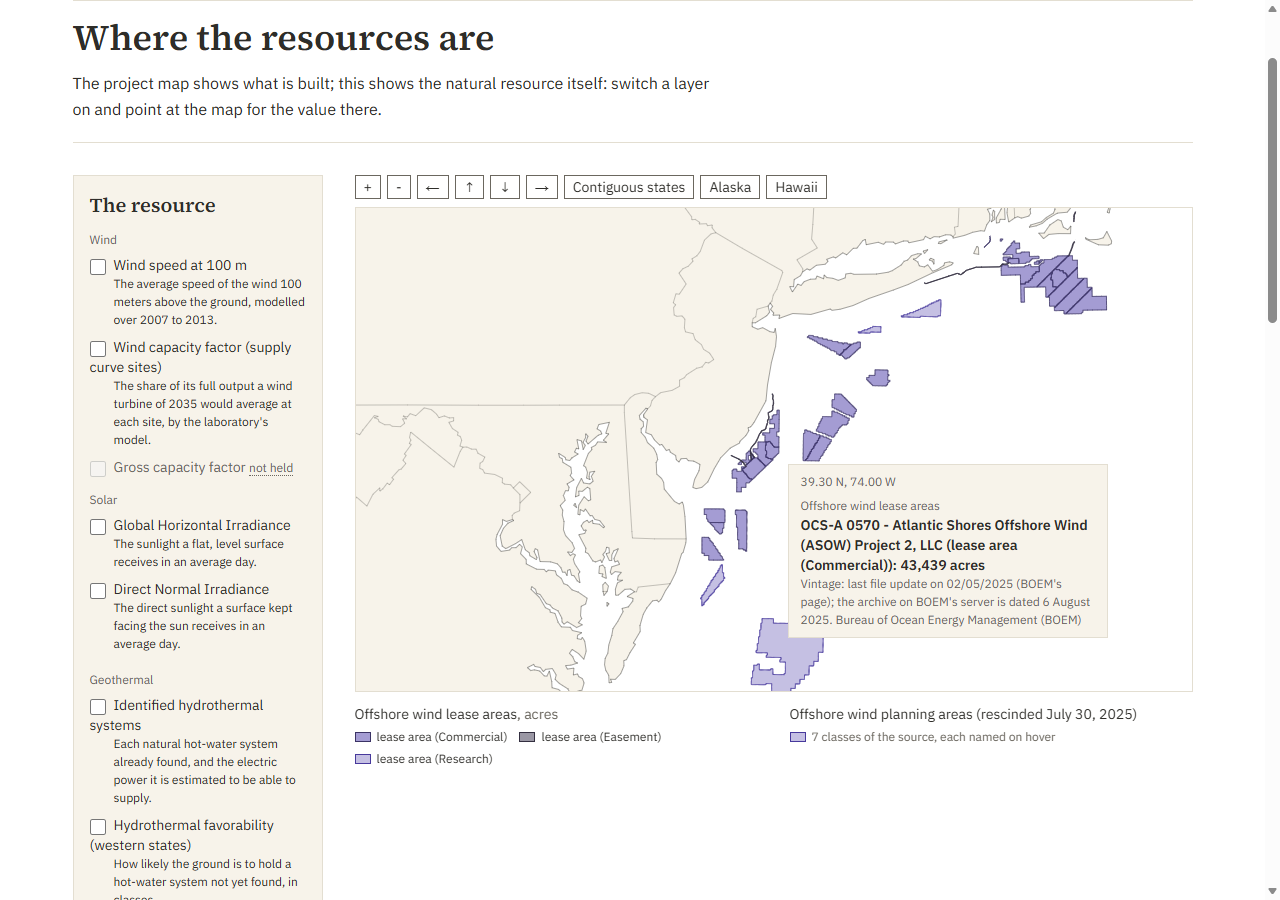 Where the resources are
The project map shows what is built; this shows the natural resource itself: switch a layer
on and point at the map for the value there.
The resource
Wind
Wind speed at 100 m
The average speed of the wind 100
meters above the ground, modelled
over 2007 to 2013.
Wind capacity factor (supply
curve sites)
The share of its full output a wind
turbine of 2035 would average at
each site, by the laboratory's
model.
Gross capacity factor not held
Solar
Global Horizontal Irradiance
The sunlight a flat, level surface
receives in an average day.
Direct Normal Irradiance
The direct sunlight a surface kept
facing the sun receives in an
average day.
Geothermal
Identified hydrothermal
systems
Each natural hot-water system
already found, and the electric
power it is estimated to be able to
supply.
Hydrothermal favorability
(western states)
How likely the ground is to hold a
hot-water system not yet found, in
classes.
+ - ← ↑ ↓ → Contiguous states Alaska Hawaii
39.30 N, 74.00 W
Offshore wind lease areas
OCS-A 0570 - Atlantic Shores Offshore Wind
(ASOW) Project 2, LLC (lease area
(Commercial)): 43,439 acres
Vintage: last file update on 02/05/2025 (BOEM's
page); the archive on BOEM's server is dated 6 August
2025. Bureau of Ocean Energy Management (BOEM)
Offshore wind lease areas, acres
lease area (Commercial) lease area (Easement)
lease area (Research)
Offshore wind planning areas (rescinded July 30, 2025)
7 classes of the source, each named on hover